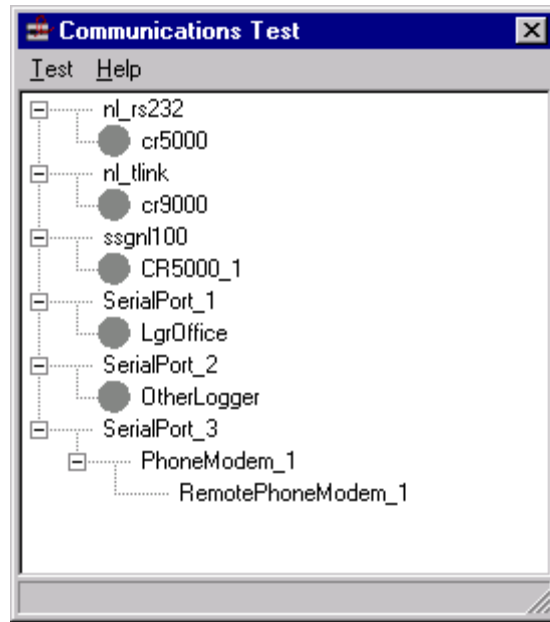 Communications Test
Test Help
nl_rs232
cr5000
nl_tlink
cr9000
ssgnl100
CR5000_1
SerialPort_1
LgrOffice
SerialPort_2
OtherLogger
SerialPort_3
PhoneModem_1
RemotePhoneModem_1